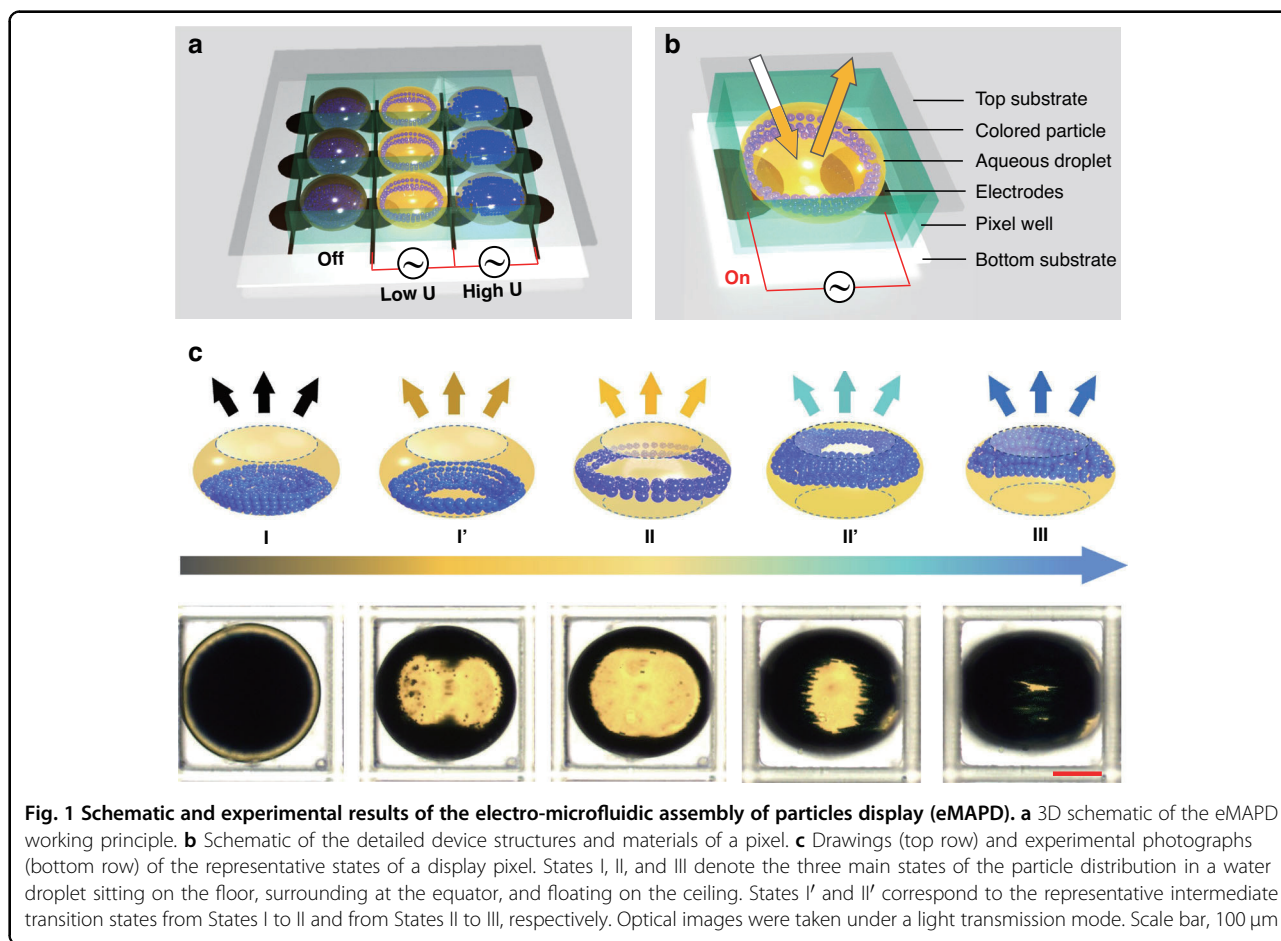 a
Off
Low U
High U
b
Top substrate
Colored particle
Aqueous droplet
Electrodes
Pixel well
Bottom substrate
On
c
I
I’
II
II’
III
Fig. 1 Schematic and experimental results of the electro-microfluidic assembly of particles display (eMAPD). a 3D schematic of the eMAPD
working principle. b Schematic of the detailed device structures and materials of a pixel. c Drawings (top row) and experimental photographs
(bottom row) of the representative states of a display pixel. States I, II, and III denote the three main states of the particle distribution in a water
droplet sitting on the floor, surrounding at the equator, and floating on the ceiling. States I′ and II′ correspond to the representative intermediate
transition states from States I to II and from States II to III, respectively. Optical images were taken under a light transmission mode. Scale bar, 100 μm